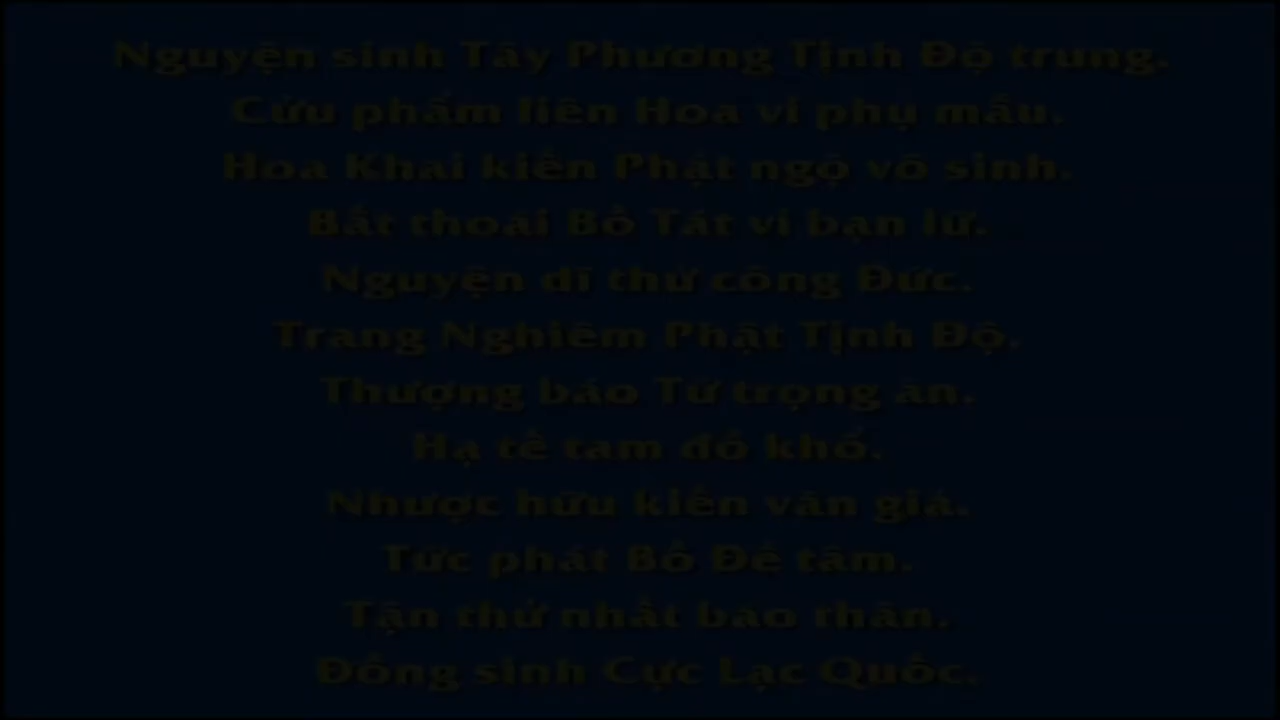 Nguyện sinh Tây Phương Tịnh Độ trung.
Cửu phẩm liên Hoa vi phụ mẫu.
Hoa Khai kiến Phật ngộ vô sinh.
Bất thoái Bồ Tát vi bạn lữ.
Nguyện dĩ thử công Đức.
Trang Nghiêm Phật Tịnh Độ.
Thượng báo Tứ trọng ân.
Hạ tế tam đồ khổ.
Nhược hữu kiến văn giả.
Tức phát Bồ Đề tâm.
Tận thử nhất báo thân.
Đồng sinh Cực Lạc Quốc.